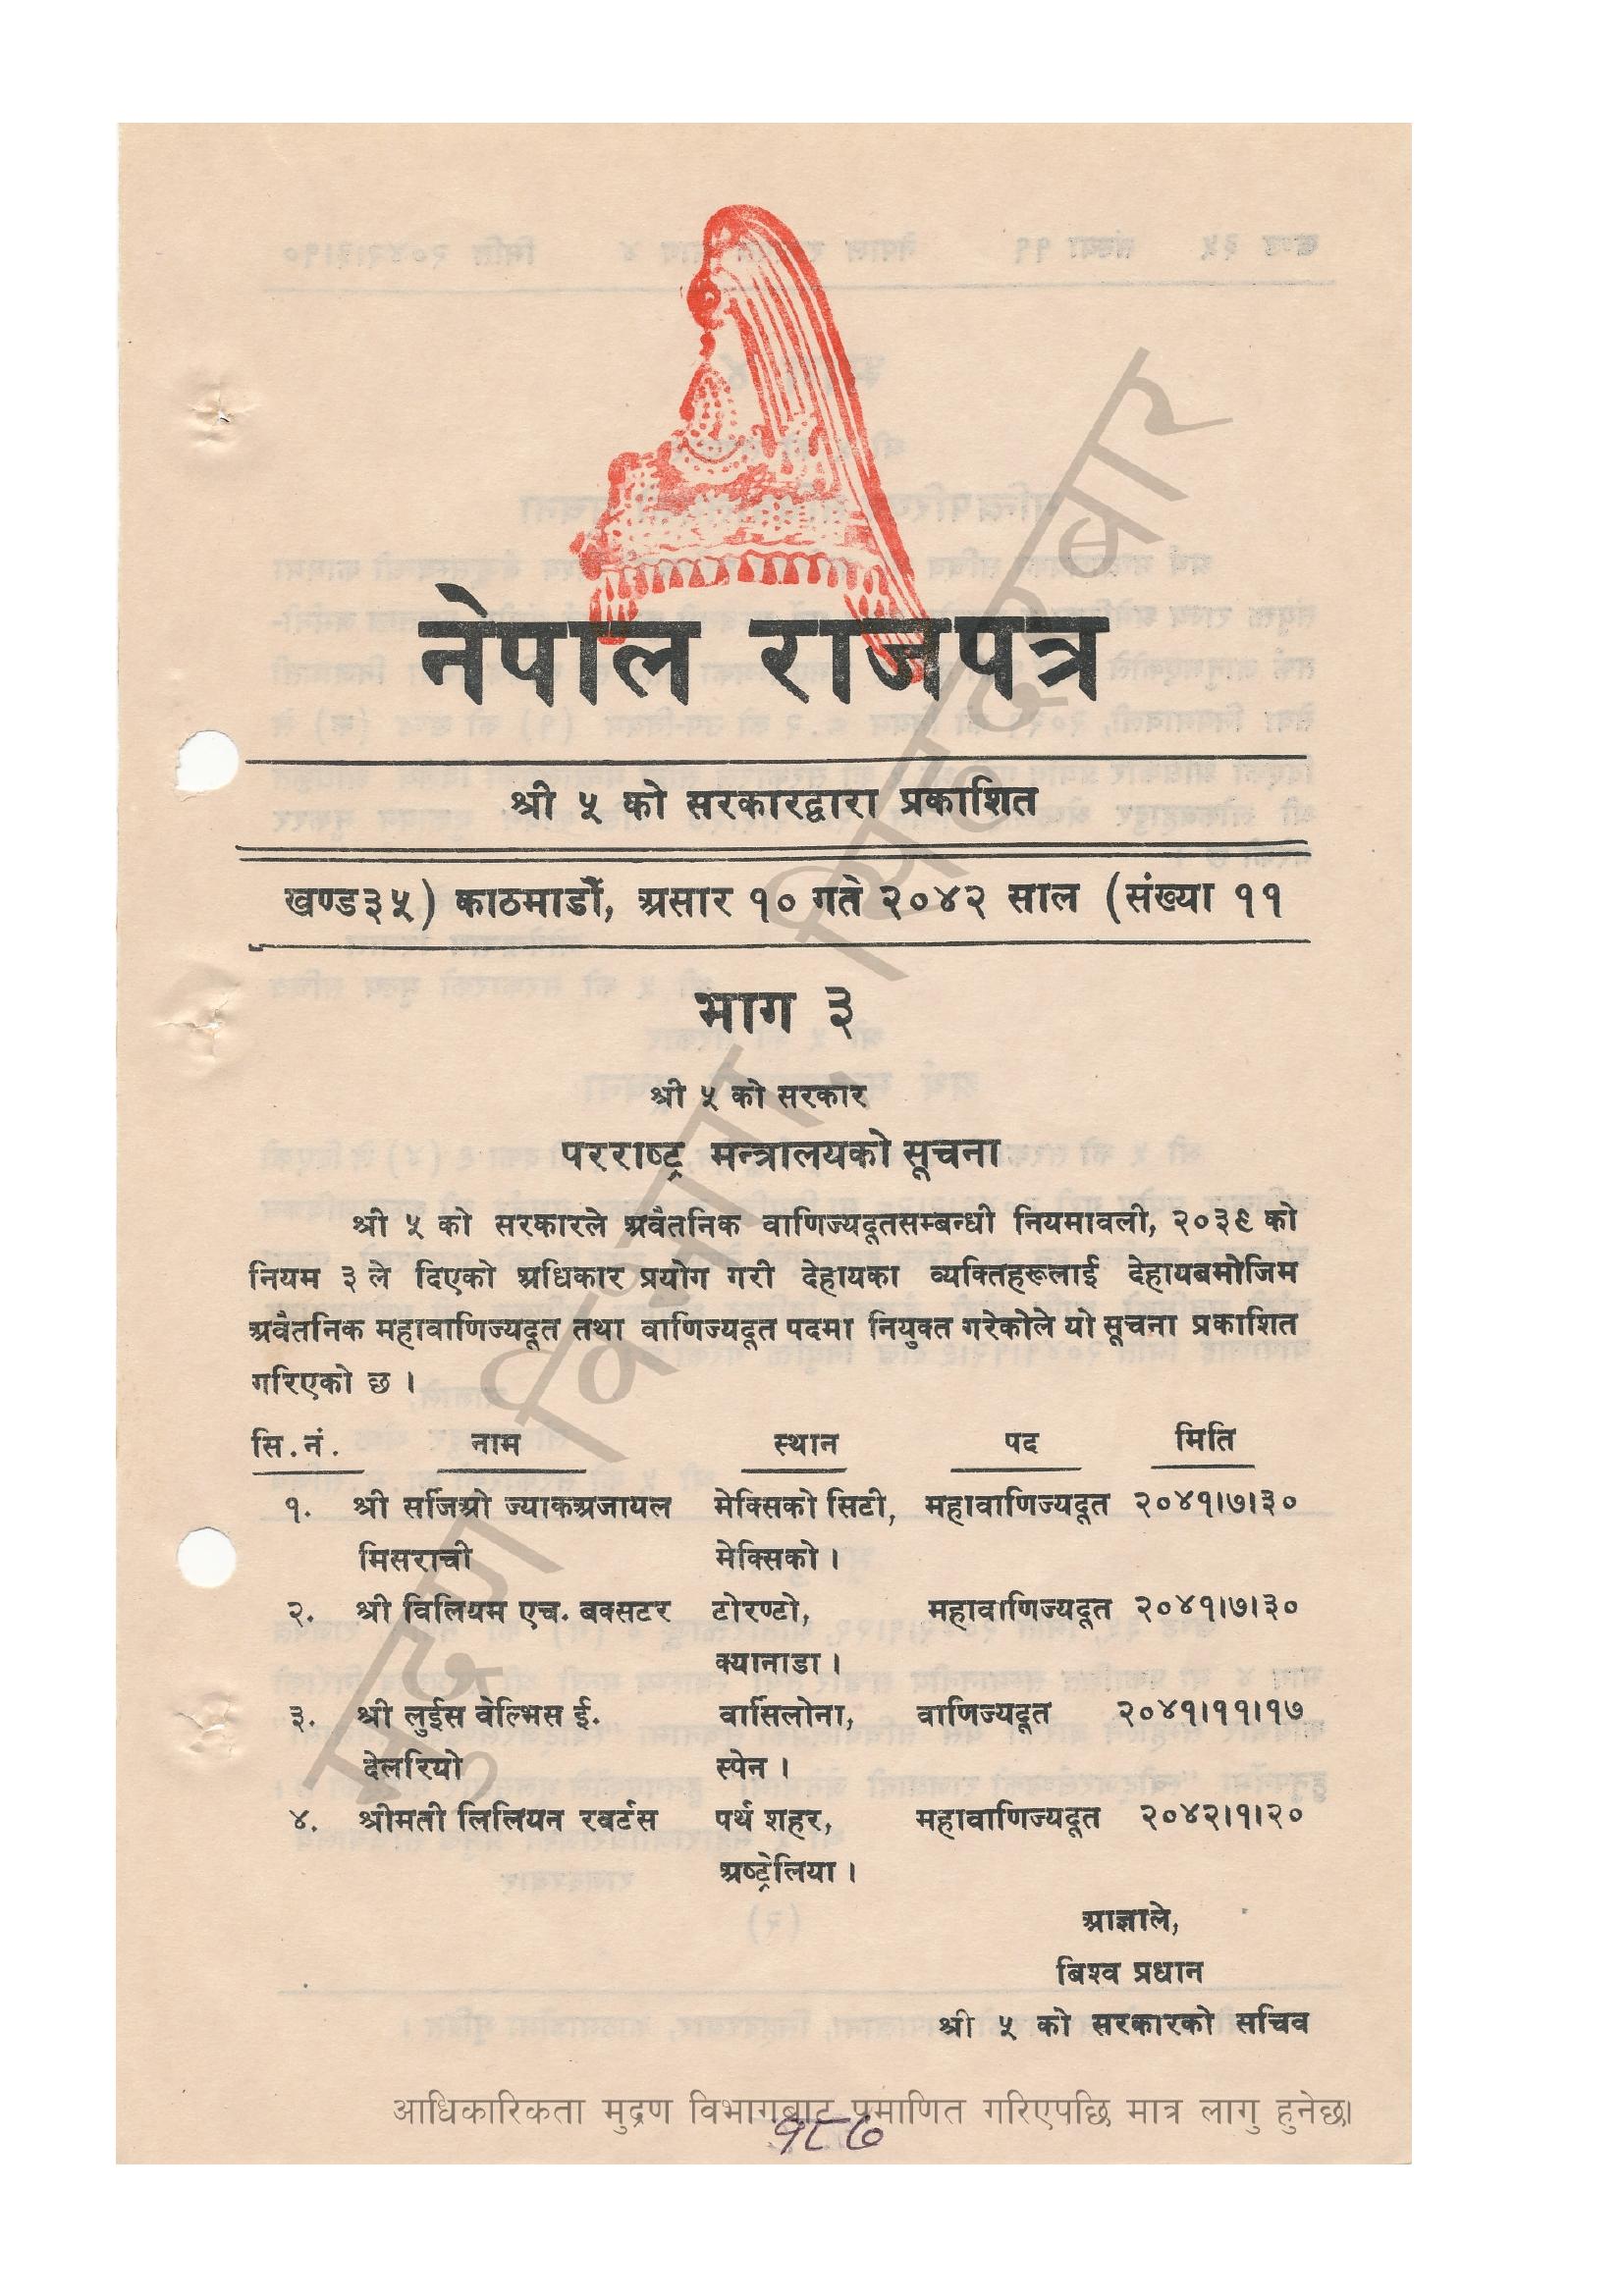 नेपाल राजपत्र
श्री ५ को सरकारद्वारा प्रकाशित
खण्ड३५) काठमाडौं, असार १० गते २०४२ साल (संख्या ११
भाग ३
श्री ५ को सरकार
परराष्ट्र मन्त्रालयको सूचना
श्री ५ को सरकारले अवैतनिक वाणिज्यदूतसम्बन्धी नियमावली, २०३९ को
नियम ३ ले दिएको अधिकार प्रयोग गरी देहायका व्यक्तिहरूलाई देहायबमोजिम
अवैतनिक महावाणिज्यदूत तथा वाणिज्यदूत पदमा नियुक्त गरेकोले यो सूचना प्रकाशित
गरिएको छ ।
सि.नं. नाम स्थान पद मिति
१. श्री सर्जिओ ज्याकअजायल मेक्सिको सिटी, महावाणिज्यदूत २०४१।७।३०
मिसराची मेक्सिको ।
२. श्री विलियम एच. बक्सटर टोरण्टो, महावाणिज्यदूत २०४१।७।३०
क्यानाडा ।
३. श्री लुईस वेल्भिस ई. वार्सिलोना, वाणिज्यदूत २०४१।११।१७
देलरियो स्पेन ।
४. श्रीमती लिलियन रबर्टस पर्थ शहर, महावाणिज्यदूत २०४२।१।२०
अष्ट्रेलिया ।
आज्ञाले,
बिश्व प्रधान
श्री ५ को सरकारको सचिव
मुद्रण विभाग, सिंहदरबार
आधिकारिकता मुद्रण विभागबाट प्रमाणित गरिएपछि मात्र लागु हुनेछ।
१८७